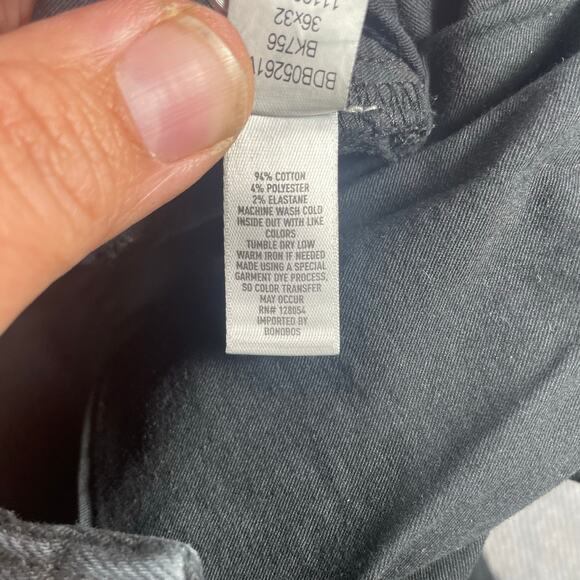 BDB05261
BK756
36x32
94% COTTON
4% POLYESTER
2% ELASTANE
MACHINE WASH COLD
INSIDE OUT WITH LIKE
COLORS
TUMBLE DRY LOW
WARM IRON IF NEEDED
MADE USING A SPECIAL
GARMENT DYE PROCESS,
SO COLOR TRANSFER
MAY OCCUR
RN# 128054
IMPORTED BY
BONOBOS